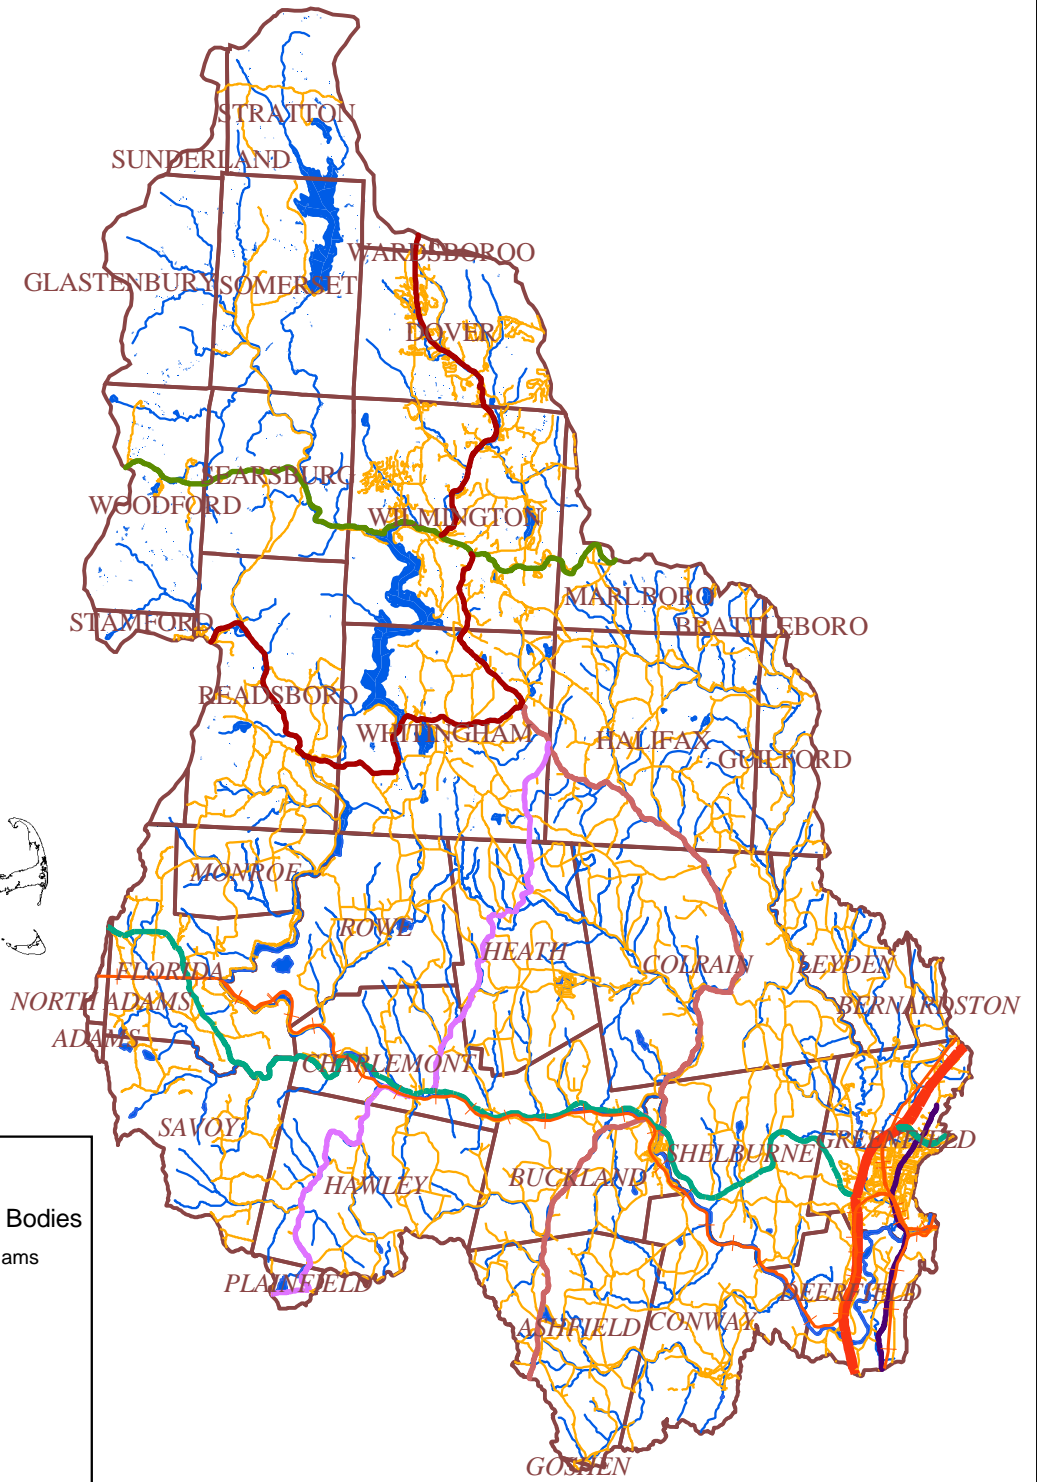 STRATTON
SUNDERLAND
WARDSBOROO
GLASTENBURY
SOMERSET
DOVER
SEARSBURG
WOODFORD
WILMINGTON
MARLBORO
STAMFORD
BRATTLEBORO
READSBORO
WHITINGHAM
HALIFAX
GUILFORD
MONROE
ROWE
HEATH
COLRAIN
LEYDEN
FLORIDA
NORTH ADAMS
BERNARDSTON
ADAMS
CHARLEMONT
SAVOY
SHELBURNE
GREENFIELD
HAWLEY
BUCKLAND
Bodies
ams
PLAINFIELD
DEERFIELD
ASHFIELD
CONWAY
GOSHEN